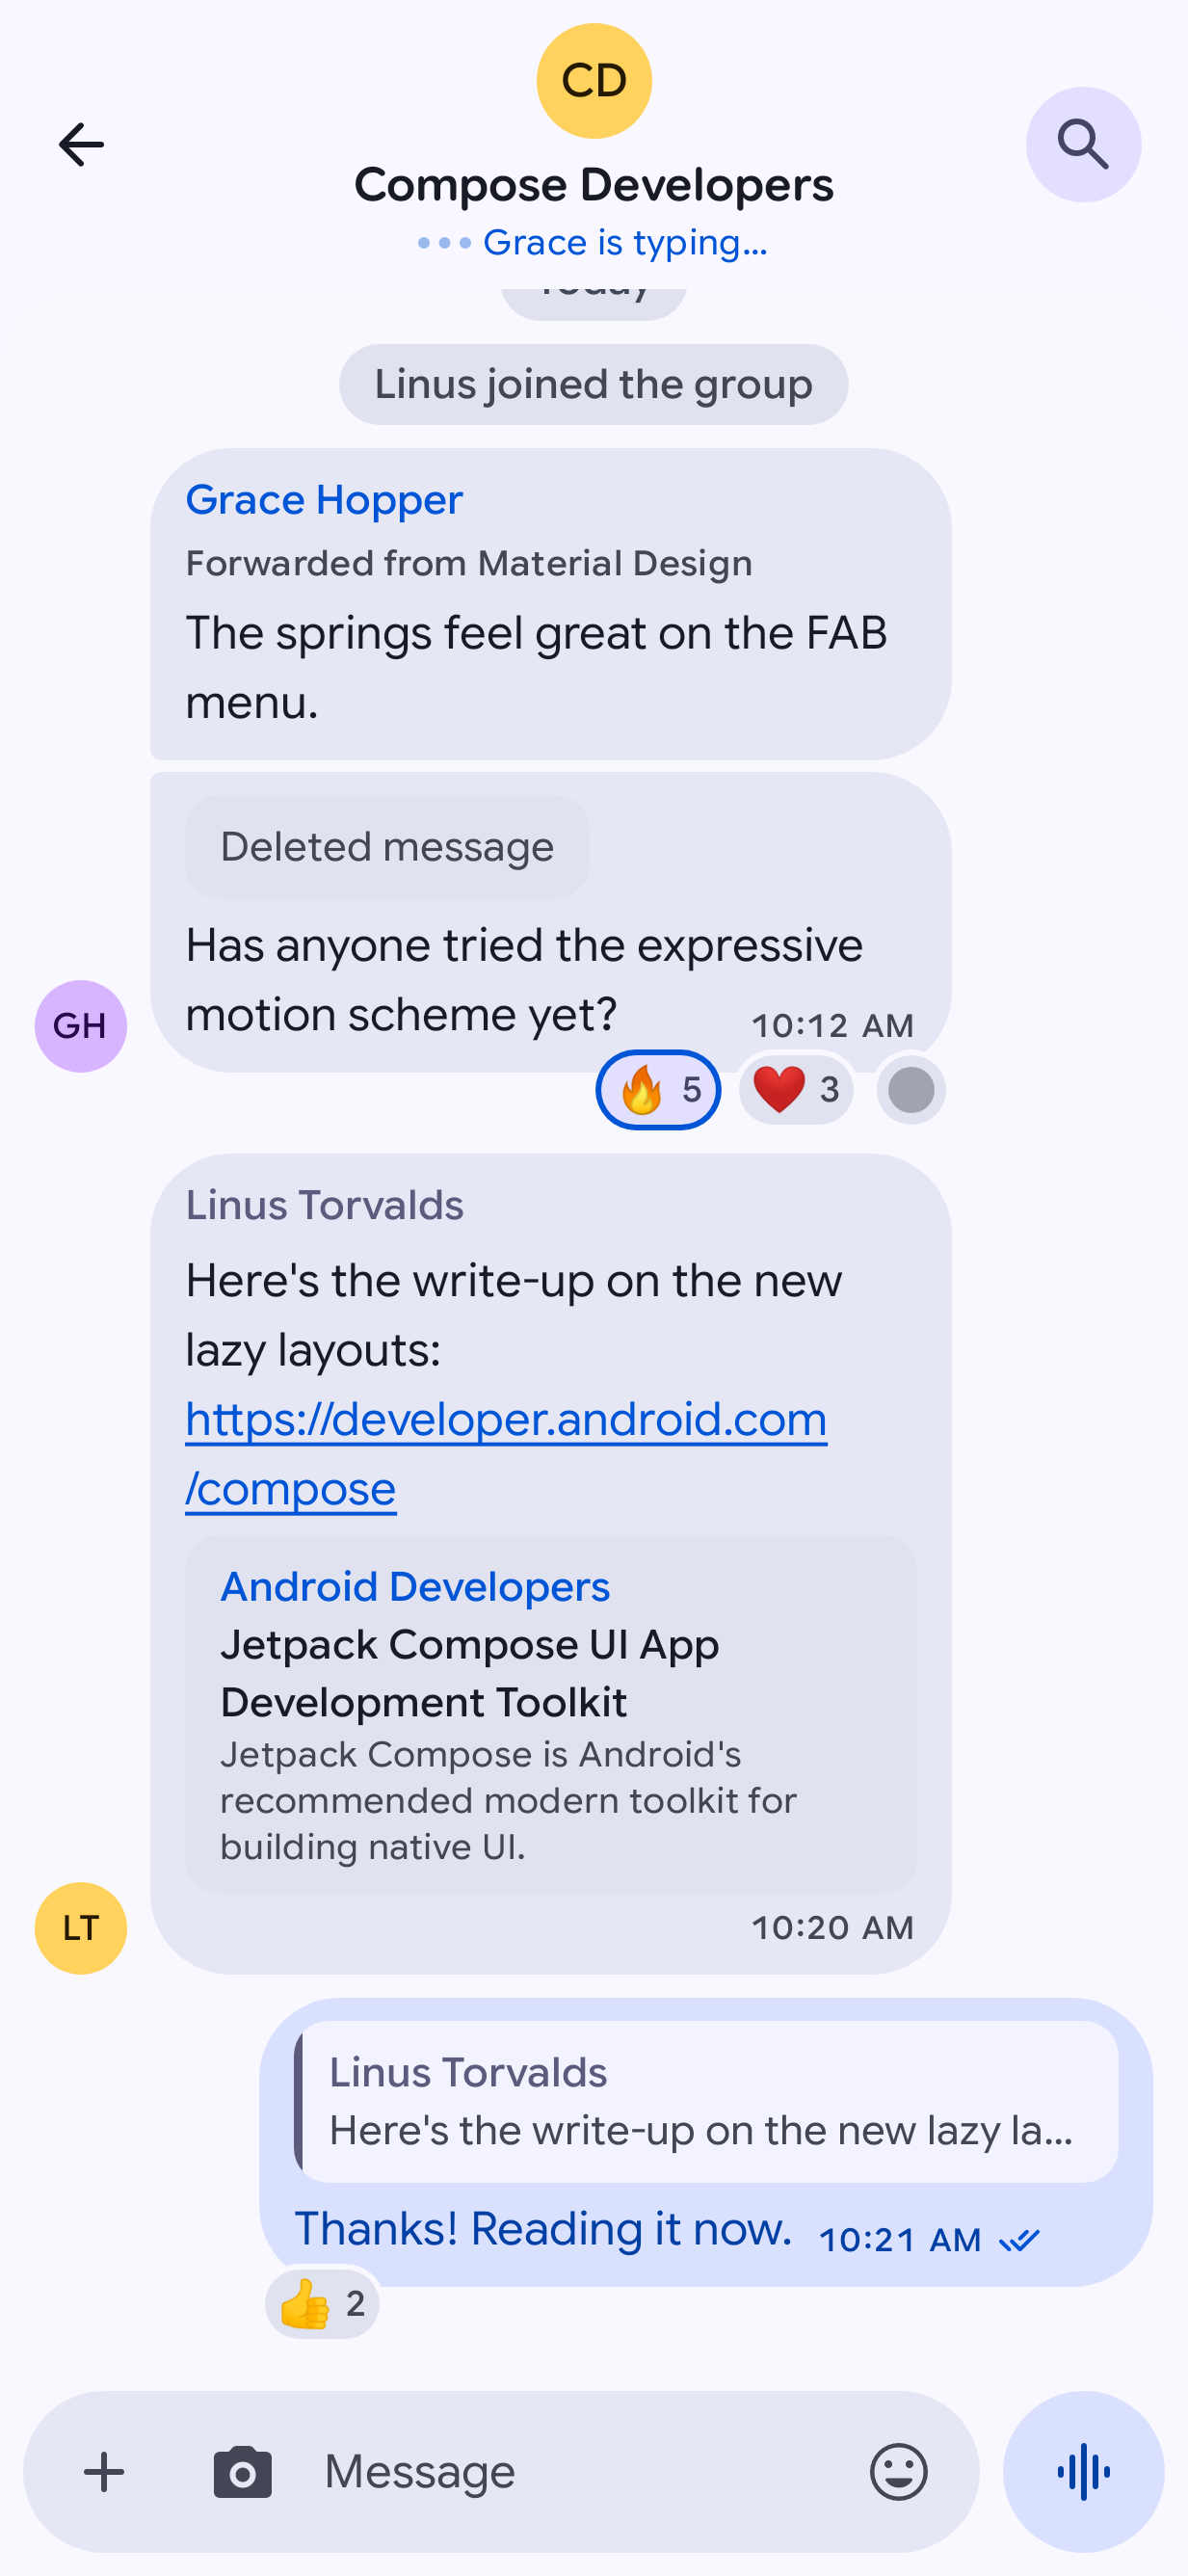 CD
Compose Developers
Grace is typing...
Today
Linus joined the group
Grace Hopper
Forwarded from Material Design
The springs feel great on the FAB
menu.
Deleted message
Has anyone tried the expressive
motion scheme yet?
10:12 AM
GH
5
3
Linus Torvalds
Here's the write-up on the new
lazy layouts:
https://developer.android.com
/compose
Android Developers
Jetpack Compose UI App
Development Toolkit
Jetpack Compose is Android's
recommended modern toolkit for
building native UI.
10:20 AM
LT
Linus Torvalds
Here's the write-up on the new lazy la...
Thanks! Reading it now.
10:21 AM
2
Message